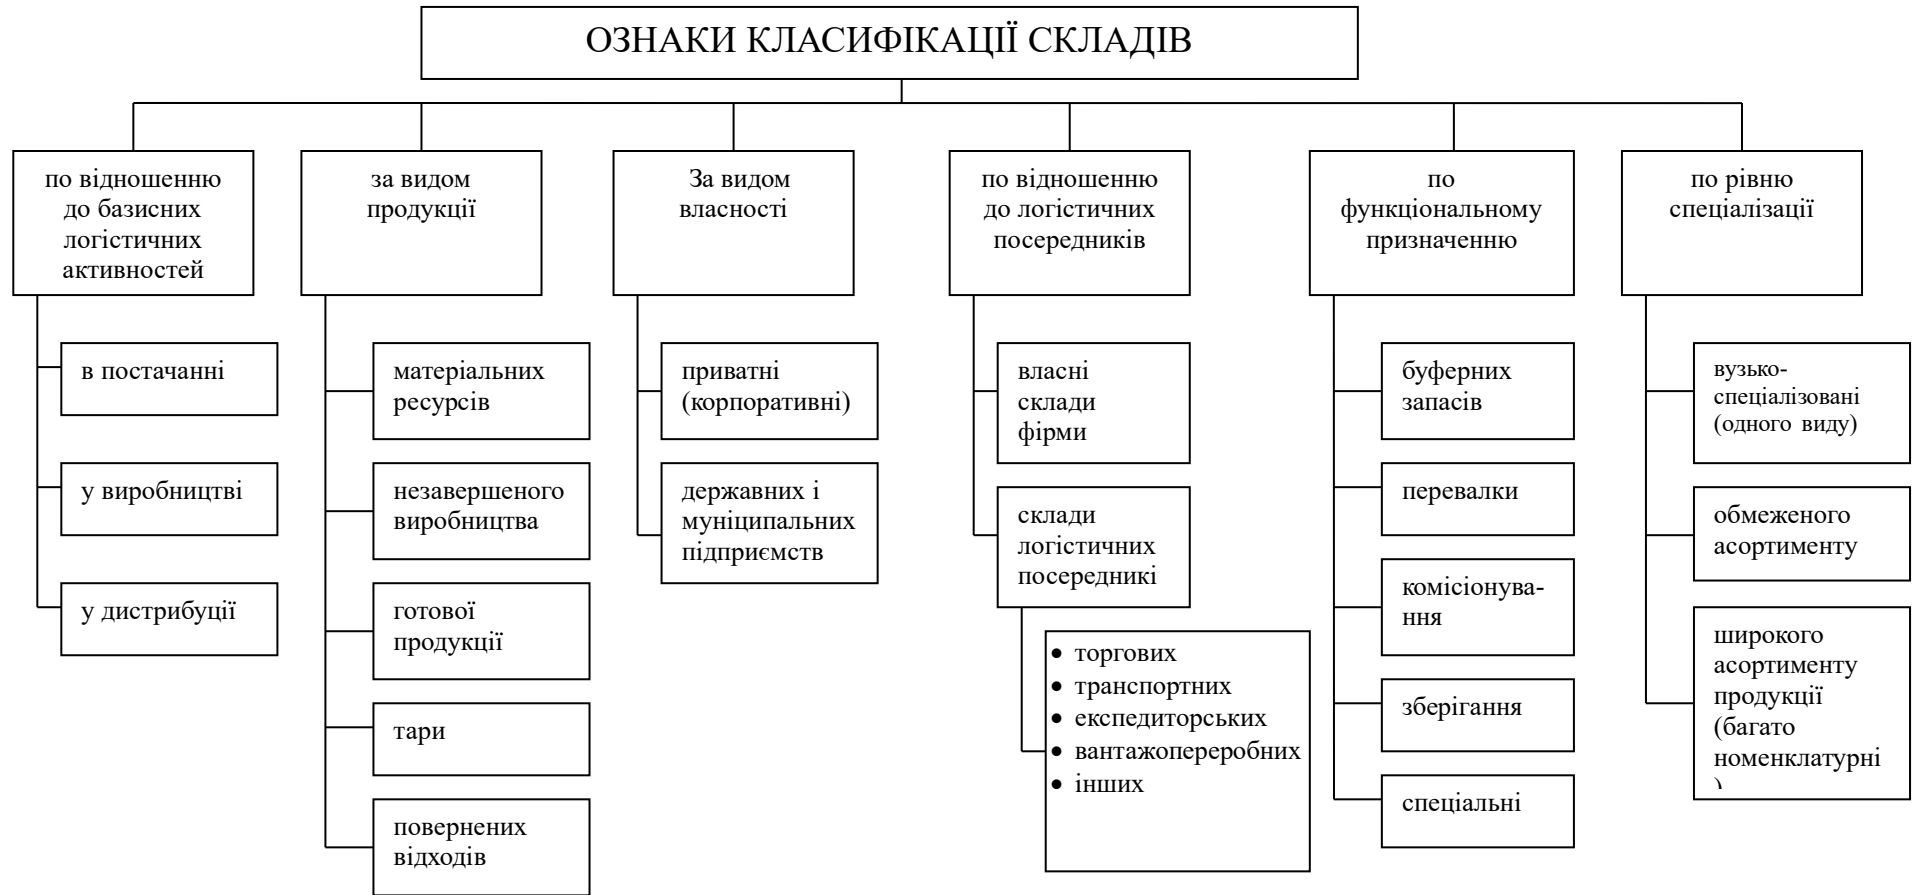 ОЗНАКИ КЛАСИФІКАЦІЇ СКЛАДІВ
по відношенню
до базисних
логістичних
активностей
в постачанні
у виробництві
у дистрибуції
за видом
продукції
матеріальних
ресурсів
незавершеного
виробництва
готової
продукції
тари
повернених
відходів
За видом
власності
приватні
(корпоративні)
державних і
муніципальних
підприємств
по відношенню
до логістичних
посередників
власні
склади
фірми
склади
логістичних
посередникі
• торгових
• транспортних
• експедиторських
• вантажопереробних
• інших
по
функціональному
призначенню
буферних
запасів
перевалки
комісіонува-
ння
зберігання
спеціальні
по рівню
спеціалізації
вузько-
спеціалізовані
(одного виду)
обмеженого
асортименту
широкого
асортименту
продукції
(багато
номенклатурні
)